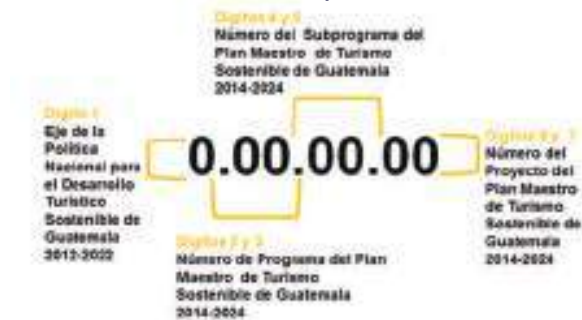 Dígitos 4 y 5
Número del Subprograma del
Plan Maestro de Turismo
Sostenible de Guatemala
2014-2024
Dígito 1
Eje de la
Política
Nacional para
el Desarrollo
Turístico
Sostenible de
Guatemala
2012-2022
0.00.00.00
Dígitos 6 y 7
Número del
Proyecto del
Plan Maestro
de Turismo
Sostenible de
Guatemala
2014-2024
Dígitos 2 y 3
Número de Programa del Plan
Maestro de Turismo
Sostenible de Guatemala
2014-2024